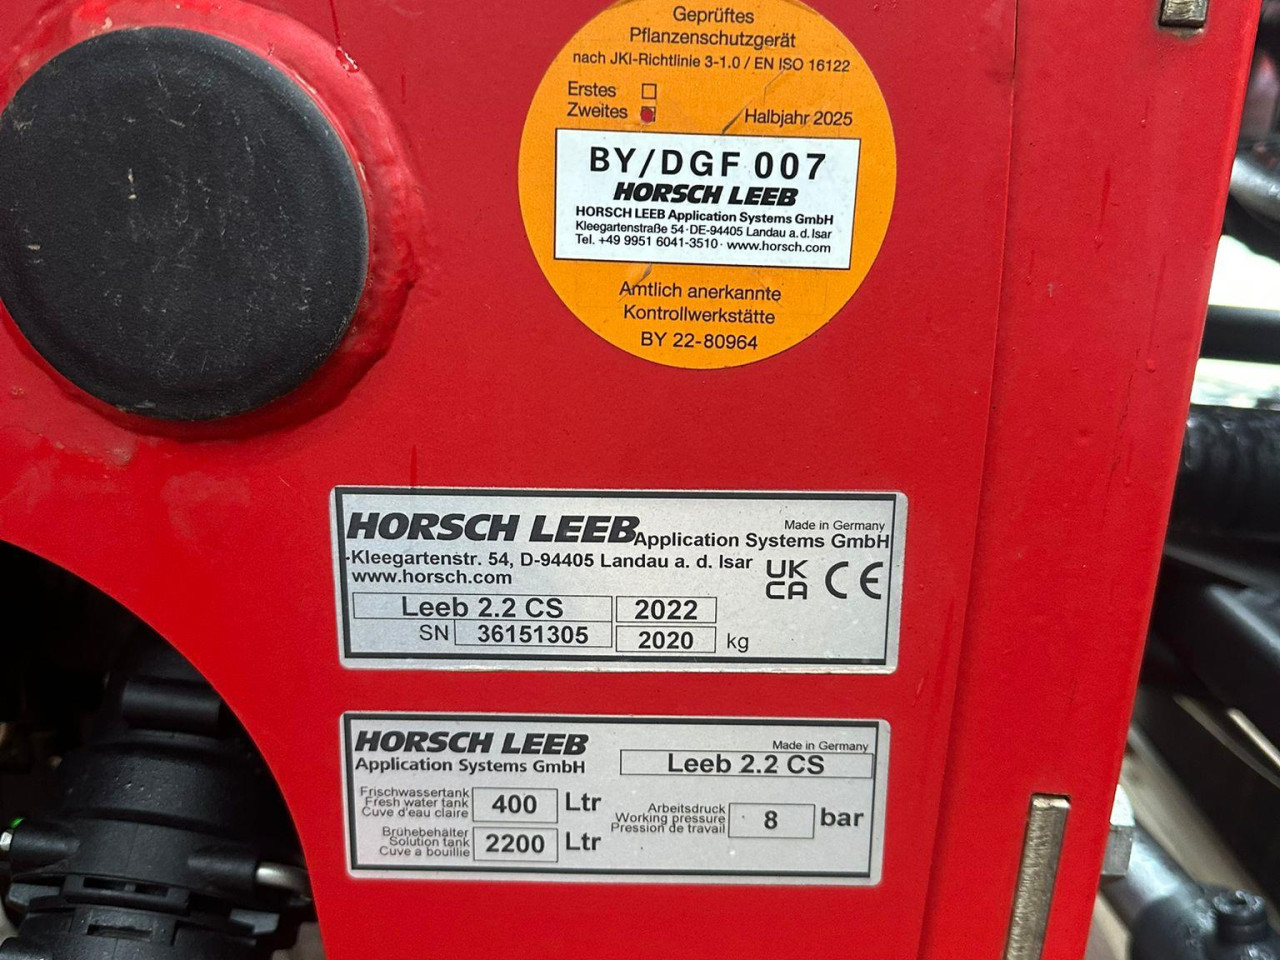 Geprüftes
Pflanzenschutzgerät
nach JKI-Richtlinie 3-1.0 / EN ISO 16122
Erstes
Zweites Halbjahr 2025
BY/DGF 007
HORSCH LEEB
HORSCH LEEB Application Systems GmbH
Kleegartenstraße 54 · DE-94405 Landau a. d. Isar
Tel. +49 9951 6041-3510 · www.horsch.com
Amtlich anerkannte
Kontrollwerkstätte
BY 22-80964
HORSCH LEEB Application Systems GmbH
Made in Germany
Kleegartenstr. 54, D-94405 Landau a. d. Isar
www.horsch.com
UK
CA CE
Leeb 2.2 CS 2022
SN 36151305 2020 kg
HORSCH LEEB
Application Systems GmbH
Made in Germany
Leeb 2.2 CS
Frischwassertank
Fresh water tank
Cuve d'eau claire
400 Ltr
Brühebehälter
Solution tank
Cuve a bouillie
2200 Ltr
Arbeitsdruck
Working pressure
Pression de travail
8 bar